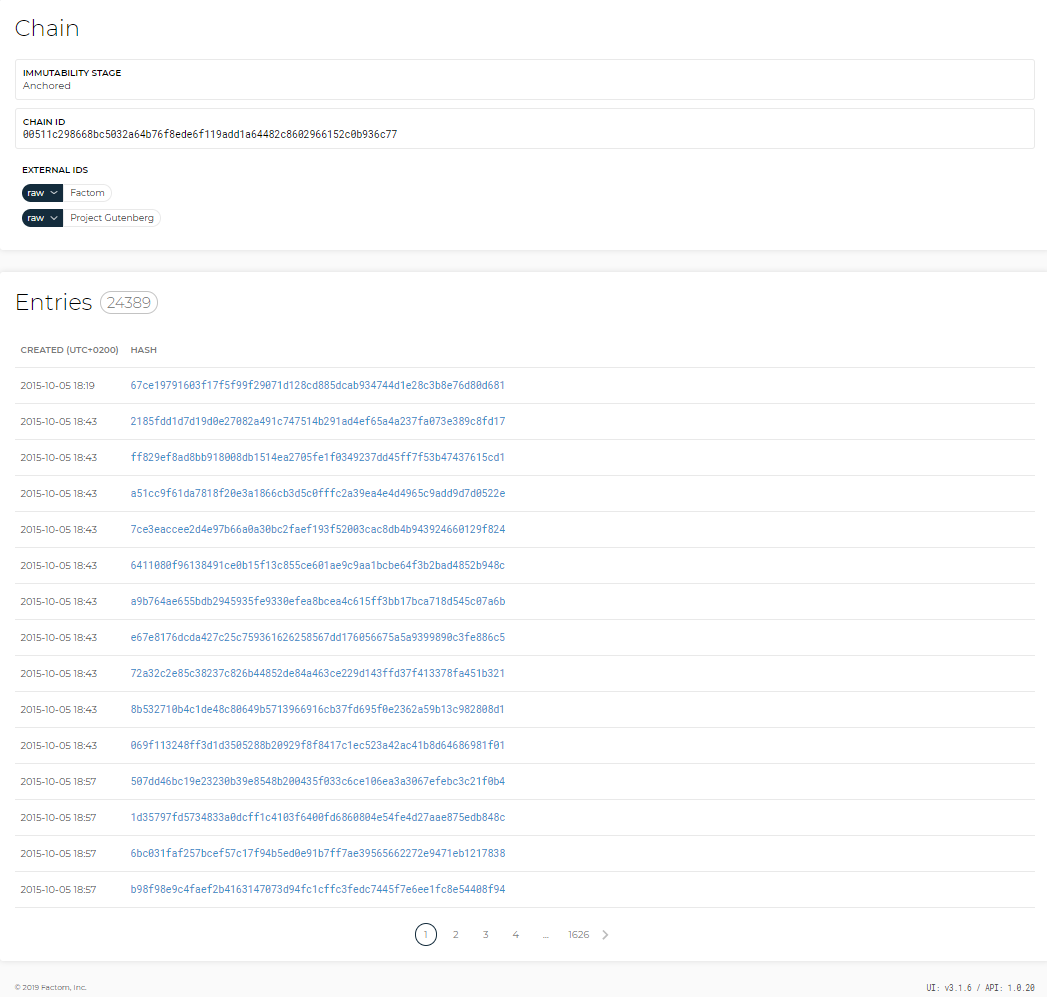 Chain
IMMUTABILITY STAGE
Anchored
CHAIN ID
00511c298668bc5032a64b76f8ede6f119add1a64482c8602966152c0b936c77
EXTERNAL IDS
raw Factom
raw Project Gutenberg
Entries 24389
CREATED (UTC+0200) HASH
2015-10-05 18:19 67ce19791603f17f5f99f29071d128cd885dcab934744d1e28c3b8e76d80d681
2015-10-05 18:43 2185fdd1d7d19d0e27082a491c747514b291ad4ef65a4a237fa073e389c8fd17
2015-10-05 18:43 ff829ef8ad8bb918008db1514ea2705fe1f0349237dd45ff7f53b47437615cd1
2015-10-05 18:43 a51cc9f61da7818f20e3a1866cb3d5c0fffc2a39ea4e4d4965c9add9d7d0522e
2015-10-05 18:43 7ce3eaccee2d4e97b66a0a30bc2faef193f52003cac8db4b943924660129f824
2015-10-05 18:43 6411080f96138491ce0b15f13c855ce601ae9c9aa1bcbe64f3b2bad4852b948c
2015-10-05 18:43 a9b764ae655bdb2945935fe9330efea8bcea4c615ff3bb17bca718d545c07a6b
2015-10-05 18:43 e67e8176dcda427c25c759361626258567dd176056675a5a9399890c3fe886c5
2015-10-05 18:43 72a32c2e85c38237c826b44852de84a463ce229d143ffd37f413378fa451b321
2015-10-05 18:43 8b532710b4c1de48c80649b5713966916cb37fd695f0e2362a59b13c982808d1
2015-10-05 18:43 069f113248ff3d1d3505288b20929f8f8417c1ec523a42ac41b8d64686981f01
2015-10-05 18:57 507dd46bc19e23230b39e8548b200435f033c6ce106ea3a3067efebc3c21f0b4
2015-10-05 18:57 1d35797fd5734833a0dcff1c4103f6400fd6860804e54fe4d27aae875edb848c
2015-10-05 18:57 6bc031faf257bcef57c17f94b5ed0e91b7ff7ae39565662272e9471eb1217838
2015-10-05 18:57 b98f98e9c4faef2b4163147073d94fc1cffc3fedc7445f7e6ee1fc8e54408f94
1 2 3 4 ... 1626
© 2019 Factom, Inc.
UI: v3.1.6 / API: 1.0.20